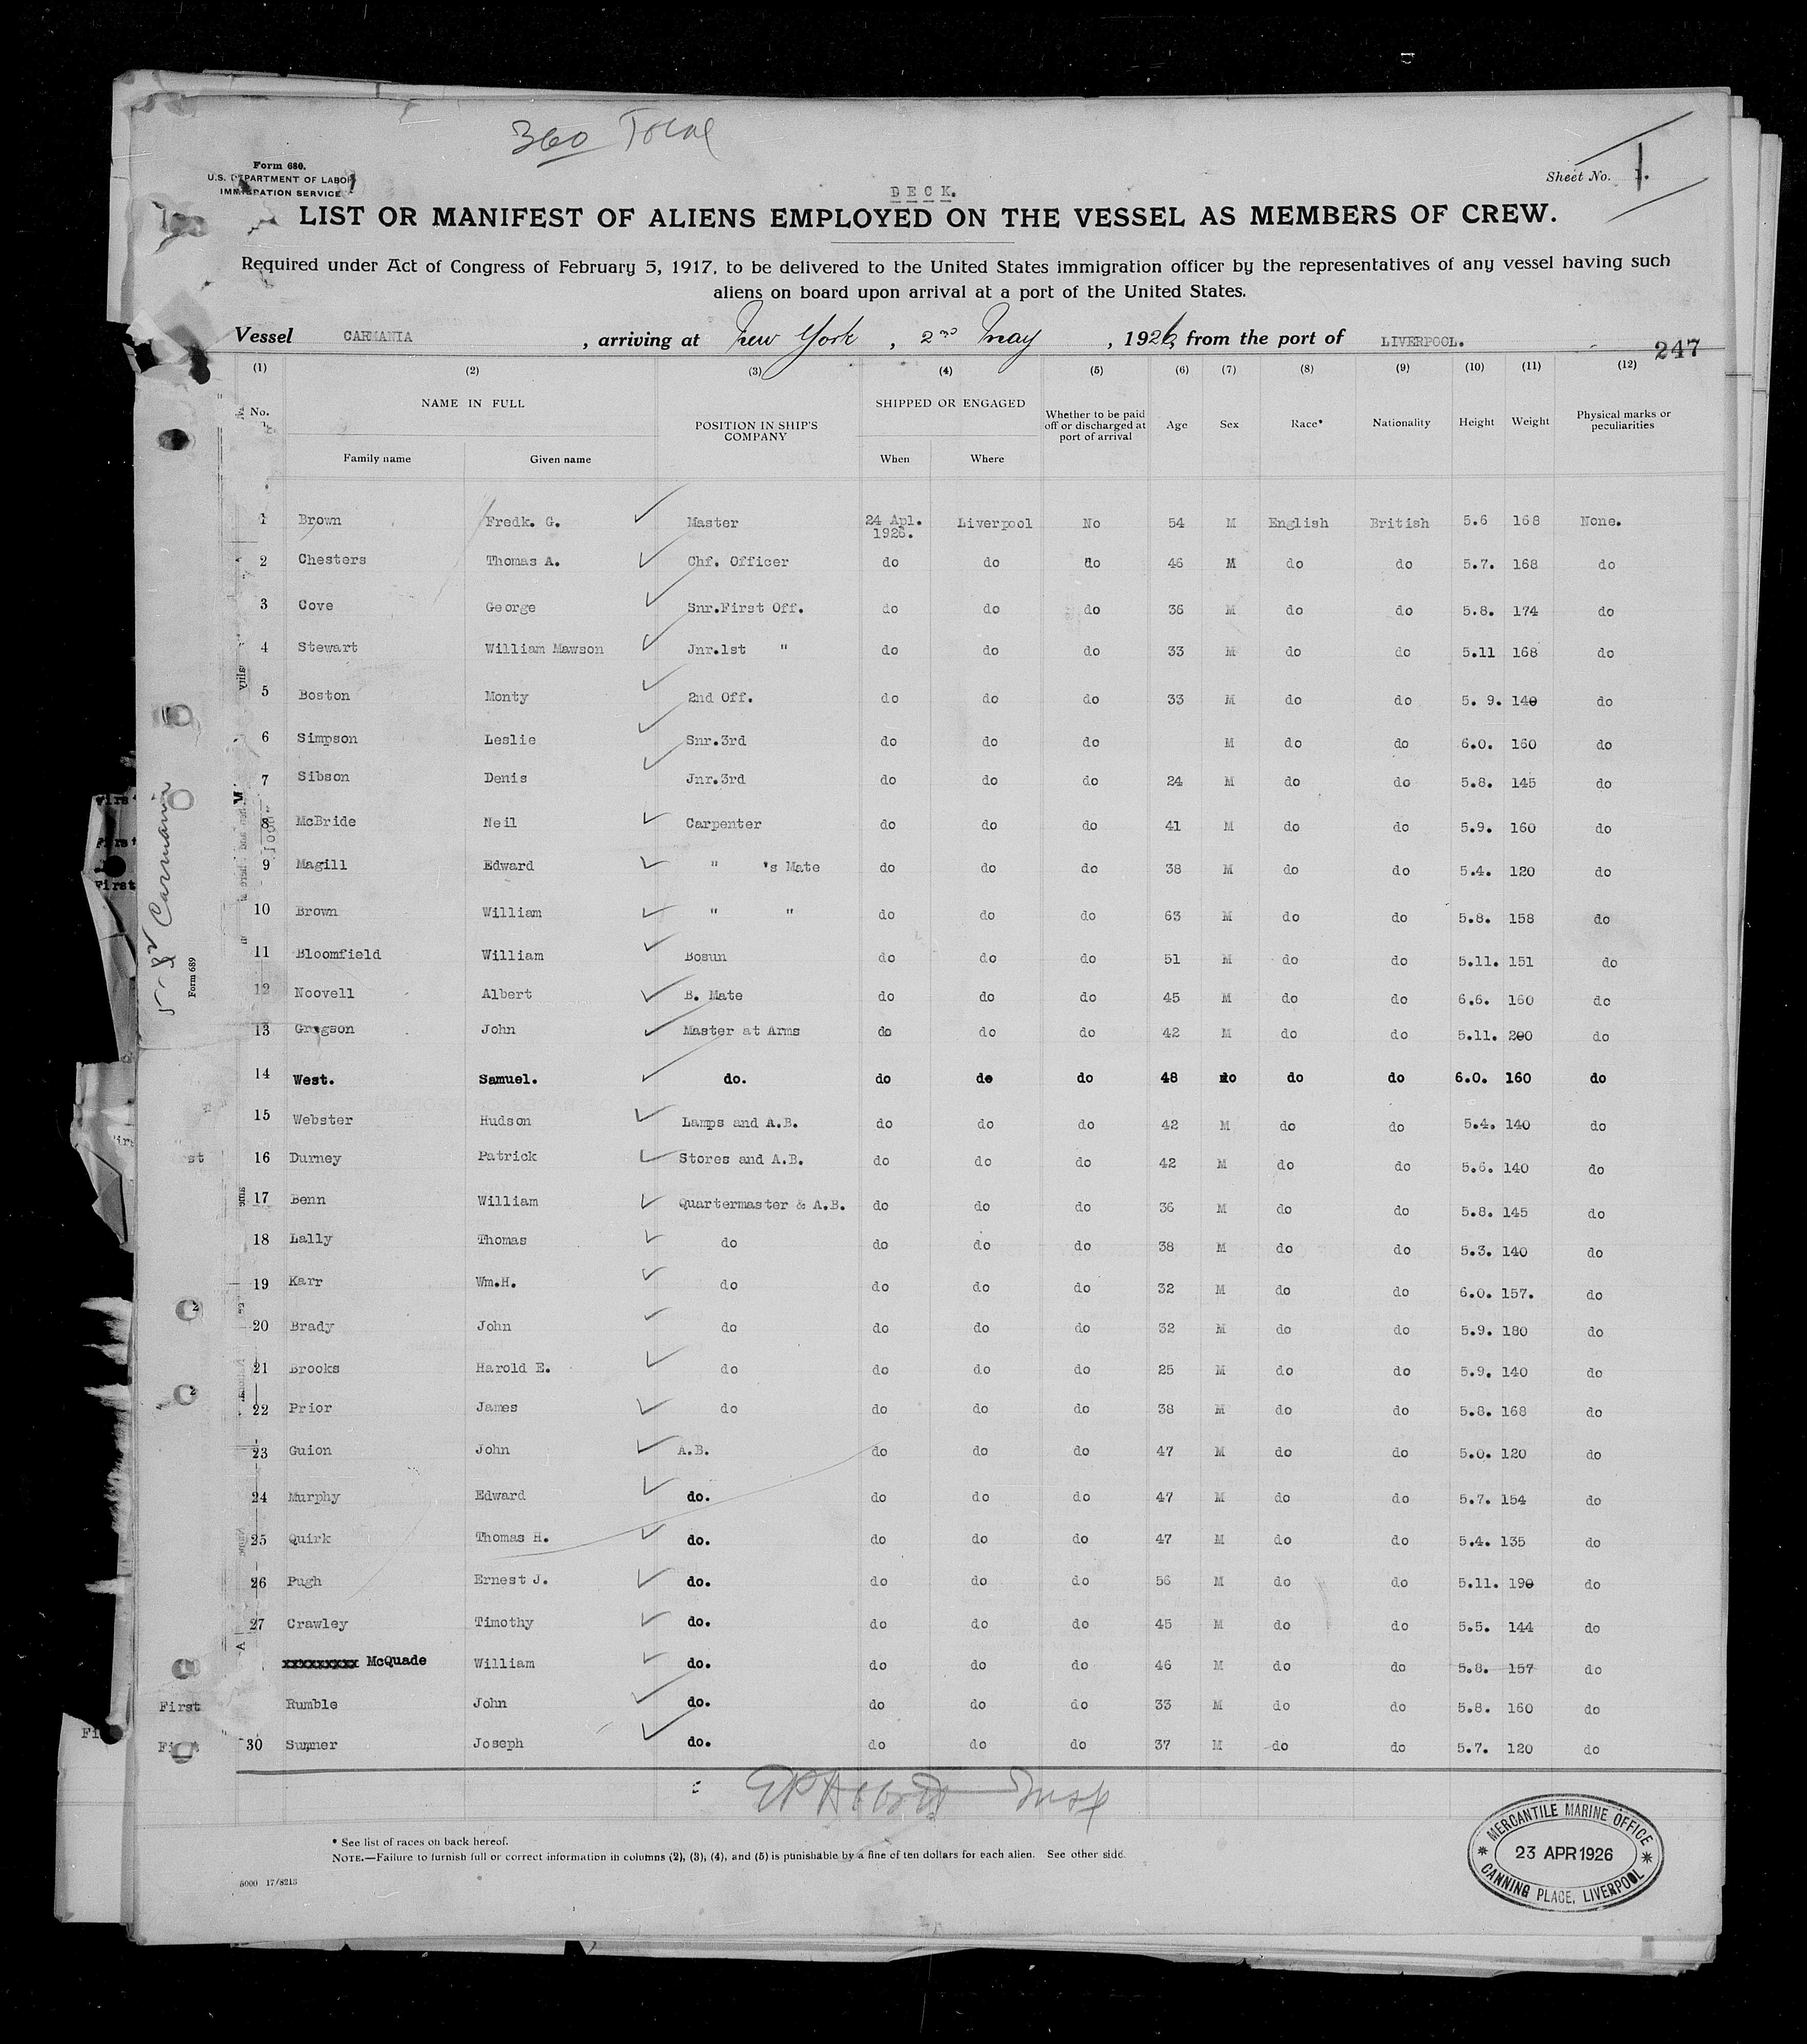 360 Total
Form 680.
U.S. DEPARTMENT OF LABOR
IMMIGRATION SERVICE
Sheet No. 1.
DECK.
LIST OR MANIFEST OF ALIENS EMPLOYED ON THE VESSEL AS MEMBERS OF CREW.
Required under Act of Congress of February 5, 1917, to be delivered to the United States immigration officer by the representatives of any vessel having such
aliens on board upon arrival at a port of the United States.
Vessel CARMANIA, arriving at New York, 2nd May, 1926, from the port of LIVERPOOL.
247
(1) (2) (3) (4) (5) (6) (7) (8) (9) (10) (11) (12)
No. NAME IN FULL POSITION IN SHIP'S COMPANY SHIPPED OR ENGAGED Whether to be paid off or discharged at port of arrival Age Sex Race* Nationality Height Weight Physical marks or peculiarities
Family name Given name When Where
1 Brown Fredk. G. Master 24 Apl. 1926. Liverpool No 54 M English British 5.6 168 None.
2 Chesters Thomas A. Chf. Officer do do do 46 M do do 5.7. 168 do
3 Cove George Snr.First Off. do do do 36 M do do 5.8. 174 do
4 Stewart William Mawson Jnr.1st " do do do 33 M do do 5.11 168 do
5 Boston Monty 2nd Off. do do do 33 M do do 5. 9. 140 do
6 Simpson Leslie Snr.3rd do do do M do do 6.0. 160 do
7 Sibson Denis Jnr.3rd do do do 24 M do do 5.8. 145 do
8 McBride Neil Carpenter do do do 41 M do do 5.9. 160 do
9 Magill Edward " 's Mate do do do 38 M do do 5.4. 120 do
10 Brown William " " do do do 63 M do do 5.8. 158 do
11 Bloomfield William Bosun do do do 51 M do do 5.11. 151 do
12 Noovell Albert B. Mate do do do 45 M do do 6.6. 160 do
13 Gregson John Master at Arms do do do 42 M do do 5.11. 200 do
14 West. Samuel. do. do do do 48 do do do 6.0. 160 do
15 Webster Hudson Lamps and A.B. do do do 42 M do do 5.4. 140 do
16 Durney Patrick Stores and A.B. do do do 42 M do do 5.6. 140 do
17 Benn William Quartermaster & A.B. do do do 36 M do do 5.8. 145 do
18 Lally Thomas do do do do 38 M do do 5.3. 140 do
19 Karr Wm.H. do do do do 32 M do do 6.0. 157. do
20 Brady John do do do do 32 M do do 5.9. 180 do
21 Brooks Harold E. do do do do 25 M do do 5.9. 140 do
22 Prior James do do do do 38 M do do 5.8. 168 do
23 Guion John A.B. do do do 47 M do do 5.0. 120 do
24 Murphy Edward do. do do do 47 M do do 5.7. 154 do
25 Quirk Thomas H. do. do do do 47 M do do 5.4. 135 do
26 Pugh Ernest J. do. do do do 56 M do do 5.11. 190 do
27 Crawley Timothy do. do do do 45 M do do 5.5. 144 do
xxxxxxxxx McQuade William do. do do do 46 M do do 5.8. 157 do
Rumble John do. do do do 33 M do do 5.8. 160 do
30 Sumner Joseph do. do do do 37 M do do 5.7. 120 do
Insp
* See list of races on back hereof.
NOTE.—Failure to furnish full or correct information in columns (2), (3), (4), and (5) is punishable by a fine of ten dollars for each alien. See other side.
5000 17/8213
MERCANTILE MARINE OFFICE
23 APR 1926
CANNING PLACE, LIVERPOOL
Carmania
Form 689
First
First
First